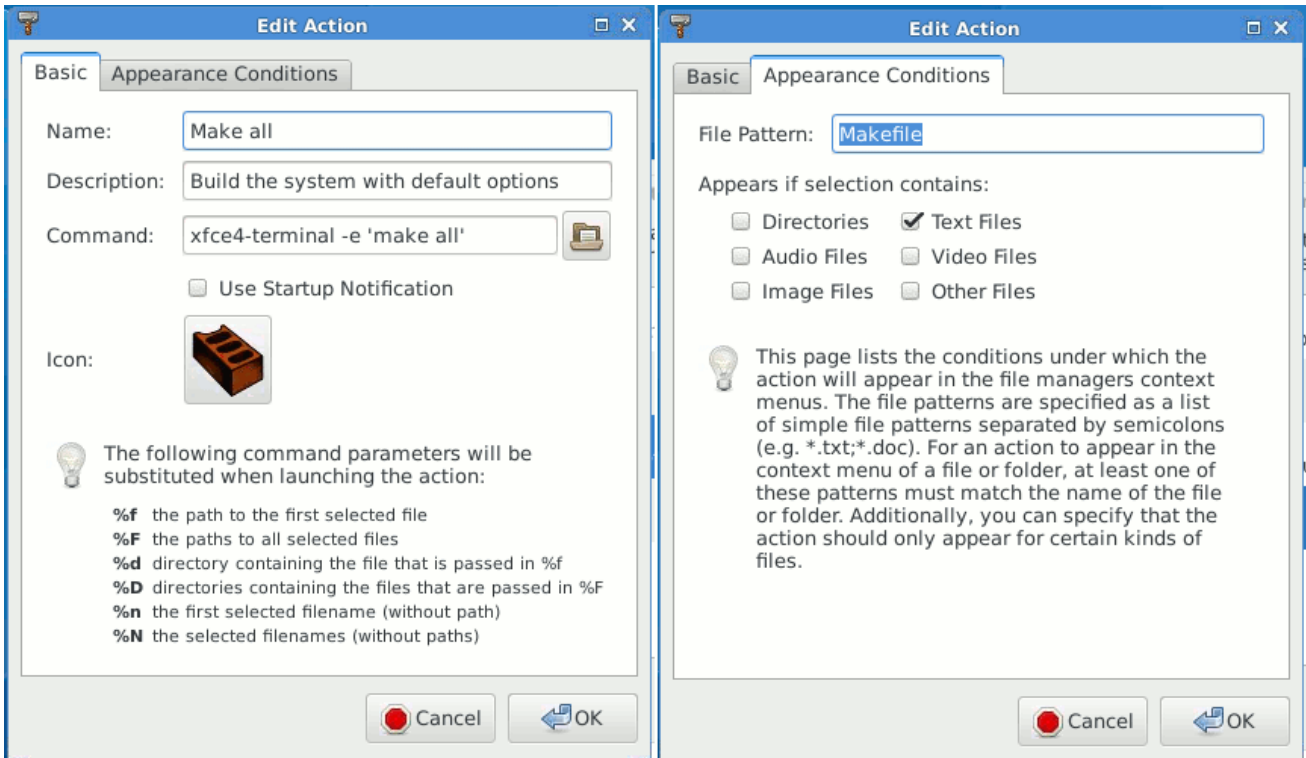 Edit Action
Basic
Appearance Conditions
Name:
Make all
Description:
Build the system with default options
Command:
xfce4-terminal -e 'make all'
Use Startup Notification
Icon:
The following command parameters will be
substituted when launching the action:
%f the path to the first selected file
%F the paths to all selected files
%d directory containing the file that is passed in %f
%D directories containing the files that are passed in %F
%n the first selected filename (without path)
%N the selected filenames (without paths)
Cancel
OK
Edit Action
Basic
Appearance Conditions
File Pattern:
Makefile
Appears if selection contains:
Directories
Text Files
Audio Files
Video Files
Image Files
Other Files
This page lists the conditions under which the
action will appear in the file managers context
menus. The file patterns are specified as a list
of simple file patterns separated by semicolons
(e.g. *.txt;*.doc). For an action to appear in the
context menu of a file or folder, at least one of
these patterns must match the name of the file
or folder. Additionally, you can specify that the
action should only appear for certain kinds of
files.
Cancel
OK